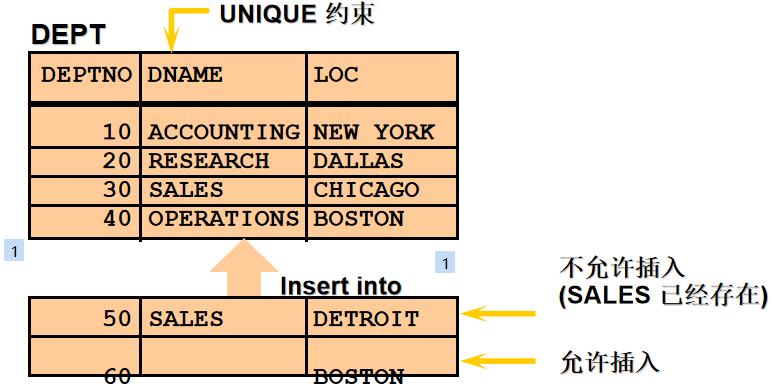 UNIQUE 约束
DEPT
DEPTNO DNAME LOC
10 ACCOUNTING NEW YORK
20 RESEARCH DALLAS
30 SALES CHICAGO
40 OPERATIONS BOSTON
1
1
Insert into
不允许插入
(SALES 已经存在)
50 SALES DETROIT
允许插入
60 BOSTON